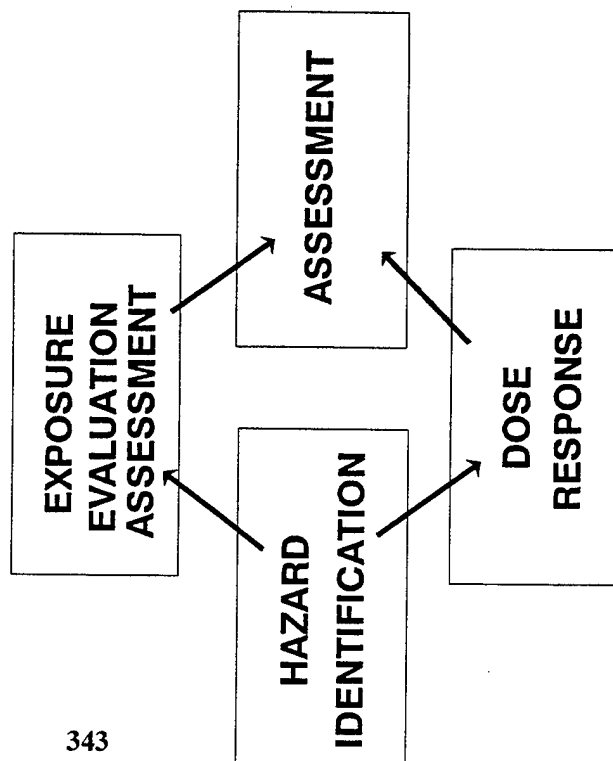 HAZARD
IDENTIFICATION
EXPOSURE
EVALUATION
ASSESSMENT
DOSE
RESPONSE
ASSESSMENT
343